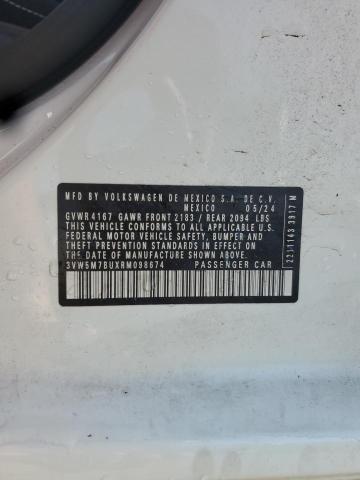 MFD BY VOLKSWAGEN DE MEXICO S.A. DE C.V.
MEXICO 05/24
GVWR 4167 GAWR FRONT 2183 / REAR 2094 LBS
THIS VEHICLE CONFORMS TO ALL APPLICABLE U.S.
FEDERAL MOTOR VEHICLE SAFETY, BUMPER AND THEFT
PREVENTION STANDARDS IN EFFECT ON
THE DATE OF MANUFACTURE SHOWN ABOVE
3VW5M7BUXRM098674 PASSENGER CAR
2211143 3917 M